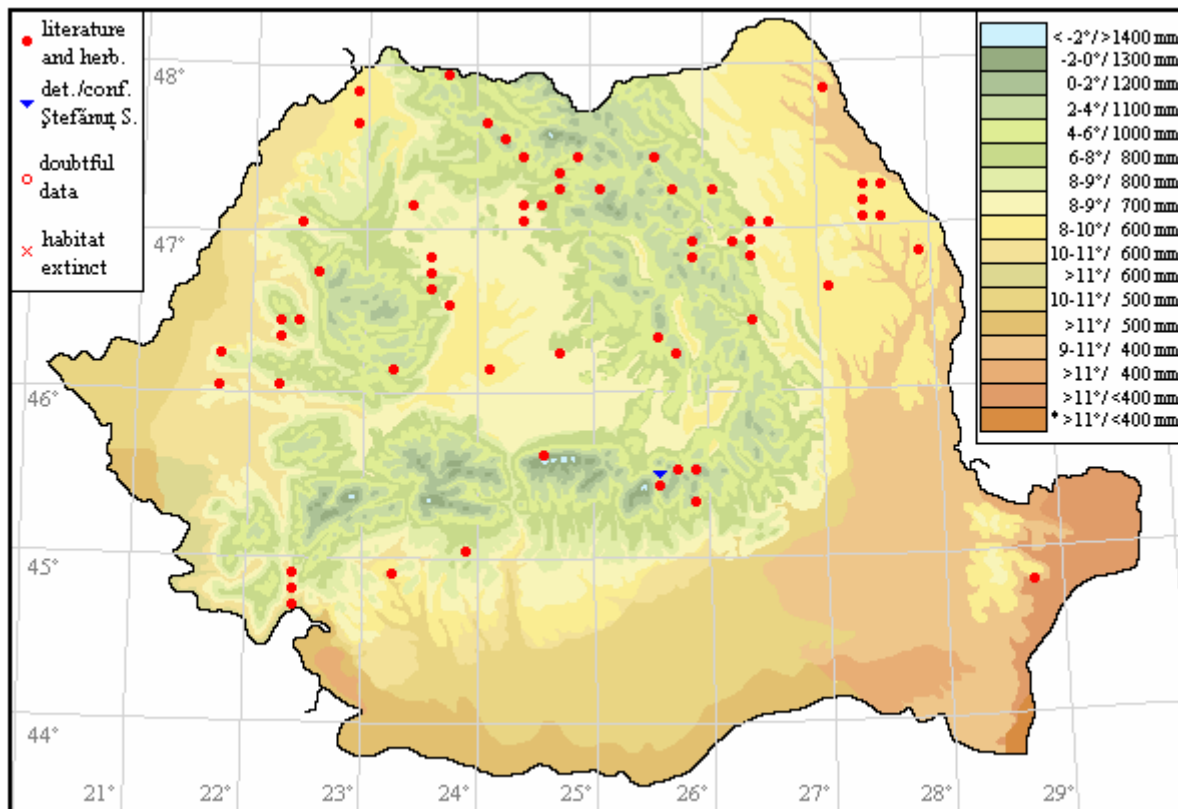 literature
and herb.
det./conf.
Ştefănuţ S.
doubtful
data
habitat
extinct
< -2°/>1400 mm
-2-0°/1300 mm
0-2°/1200 mm
2-4°/1100 mm
4-6°/1000 mm
6-8°/ 800 mm
8-9°/ 800 mm
8-9°/ 700 mm
8-10°/ 600 mm
10-11°/ 600 mm
>11°/ 600 mm
10-11°/ 500 mm
>11°/ 500 mm
9-11°/ 400 mm
>11°/ 400 mm
>11°/<400 mm
* >11°/<400 mm
48°
47°
46°
45°
44°
21°
22°
23°
24°
25°
26°
27°
28°
29°